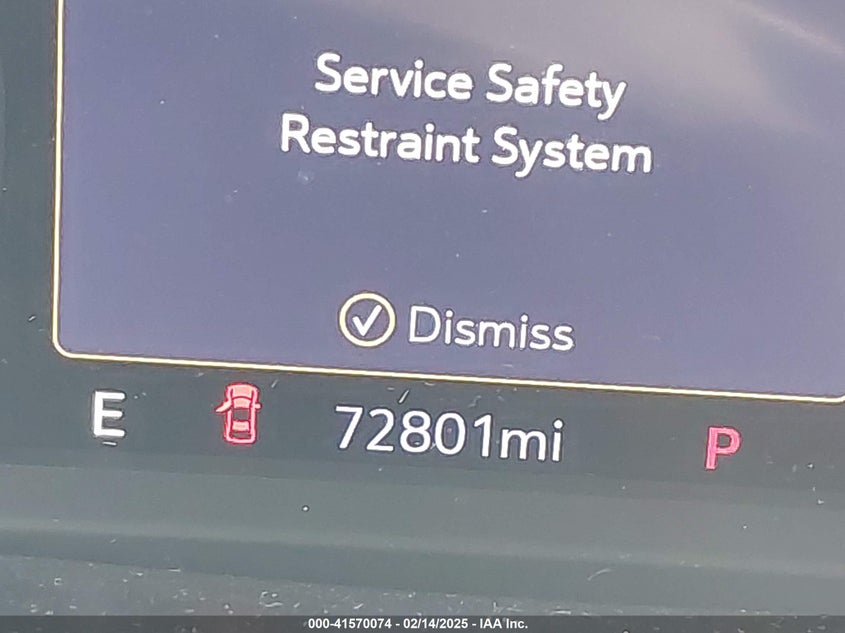 Service Safety
Restraint System
Dismiss
E 72801mi P
000-41570074 - 02/14/2025 - IAA Inc.